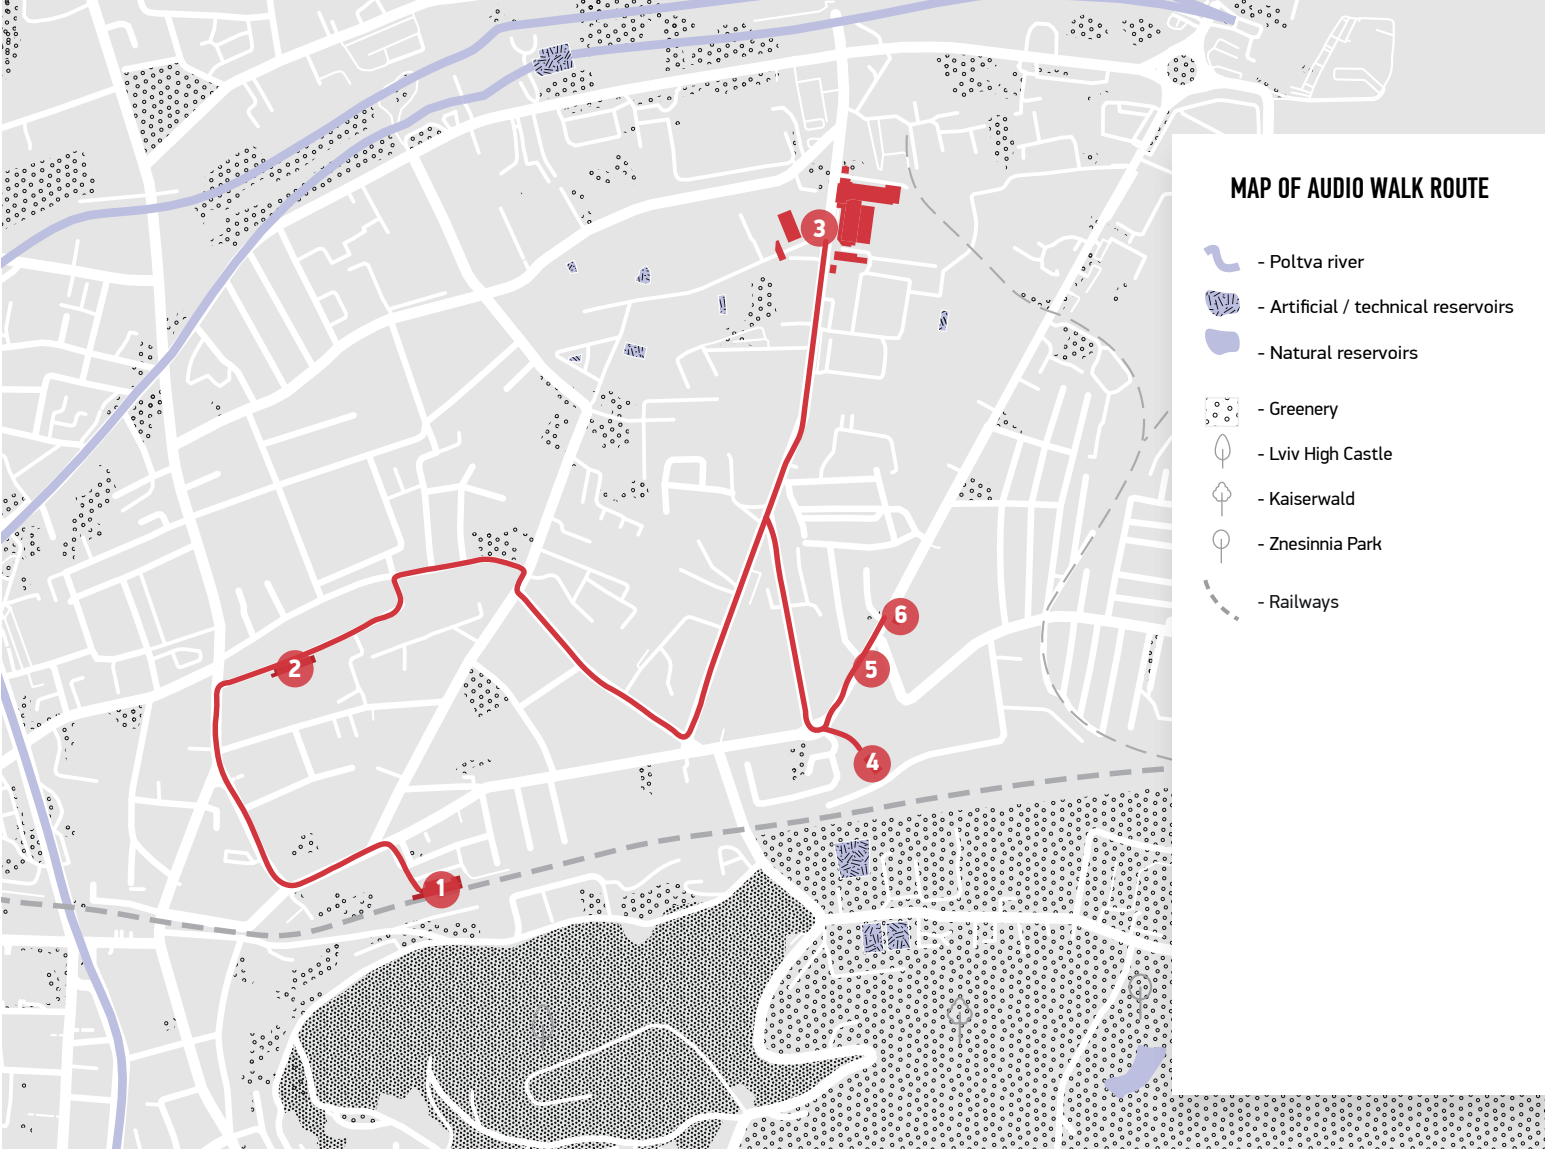 MAP OF AUDIO WALK ROUTE
- Poltva river
- Artificial / technical reservoirs
- Natural reservoirs
- Greenery
- Lviv High Castle
- Kaiserwald
- Znesinnia Park
- Railways
3
6
5
2
4
1